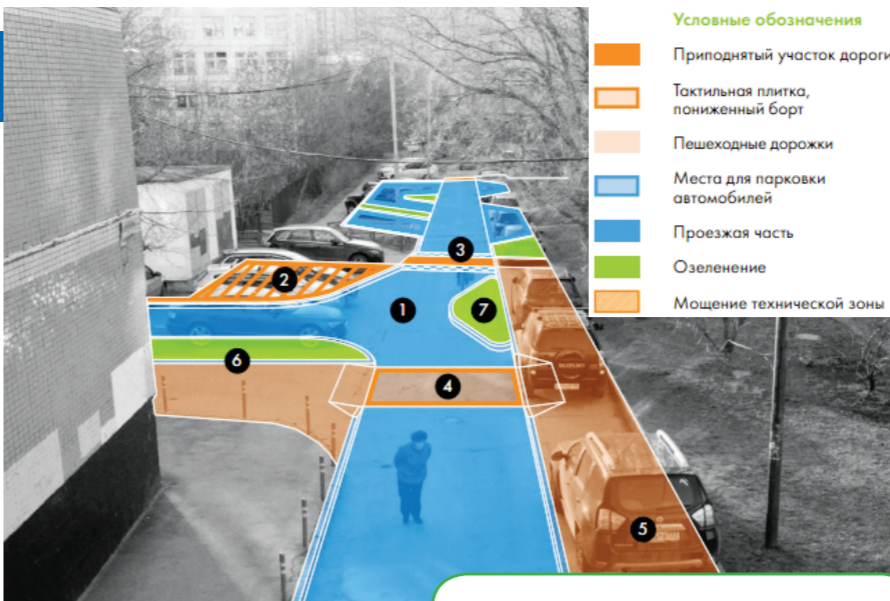 Условные обозначения
Приподнятый участок дороги
Тактильная плитка,
пониженный борт
Пешеходные дорожки
Места для парковки
автомобилей
Проезжая часть
Озеленение
Мощение технической зоны
3
2
1
7
6
4
5